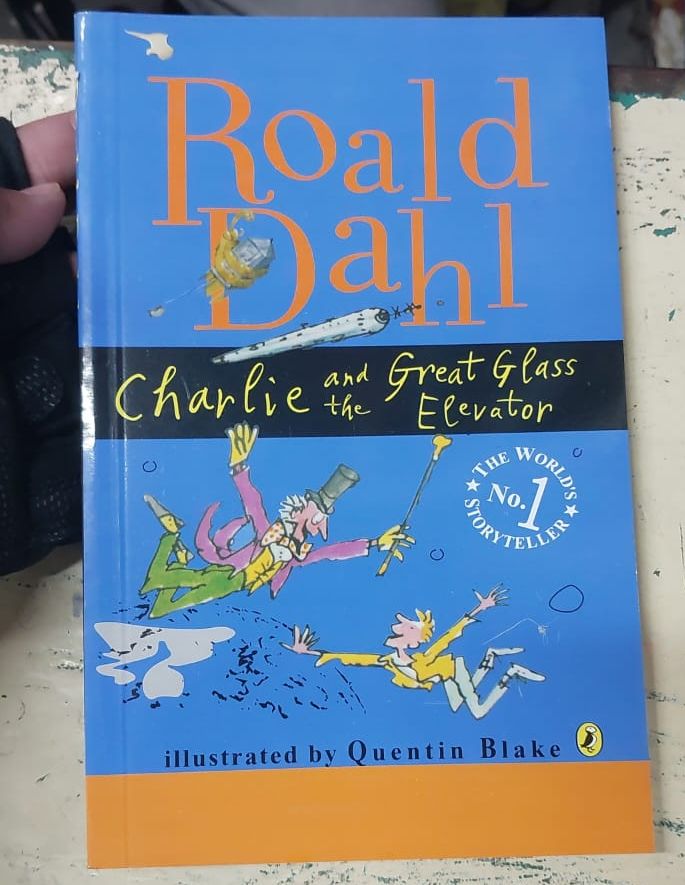 Roald
Dahl
Charlie and the Great Glass Elevator
THE WORLD'S
No.1
STORYTELLER
illustrated by Quentin Blake